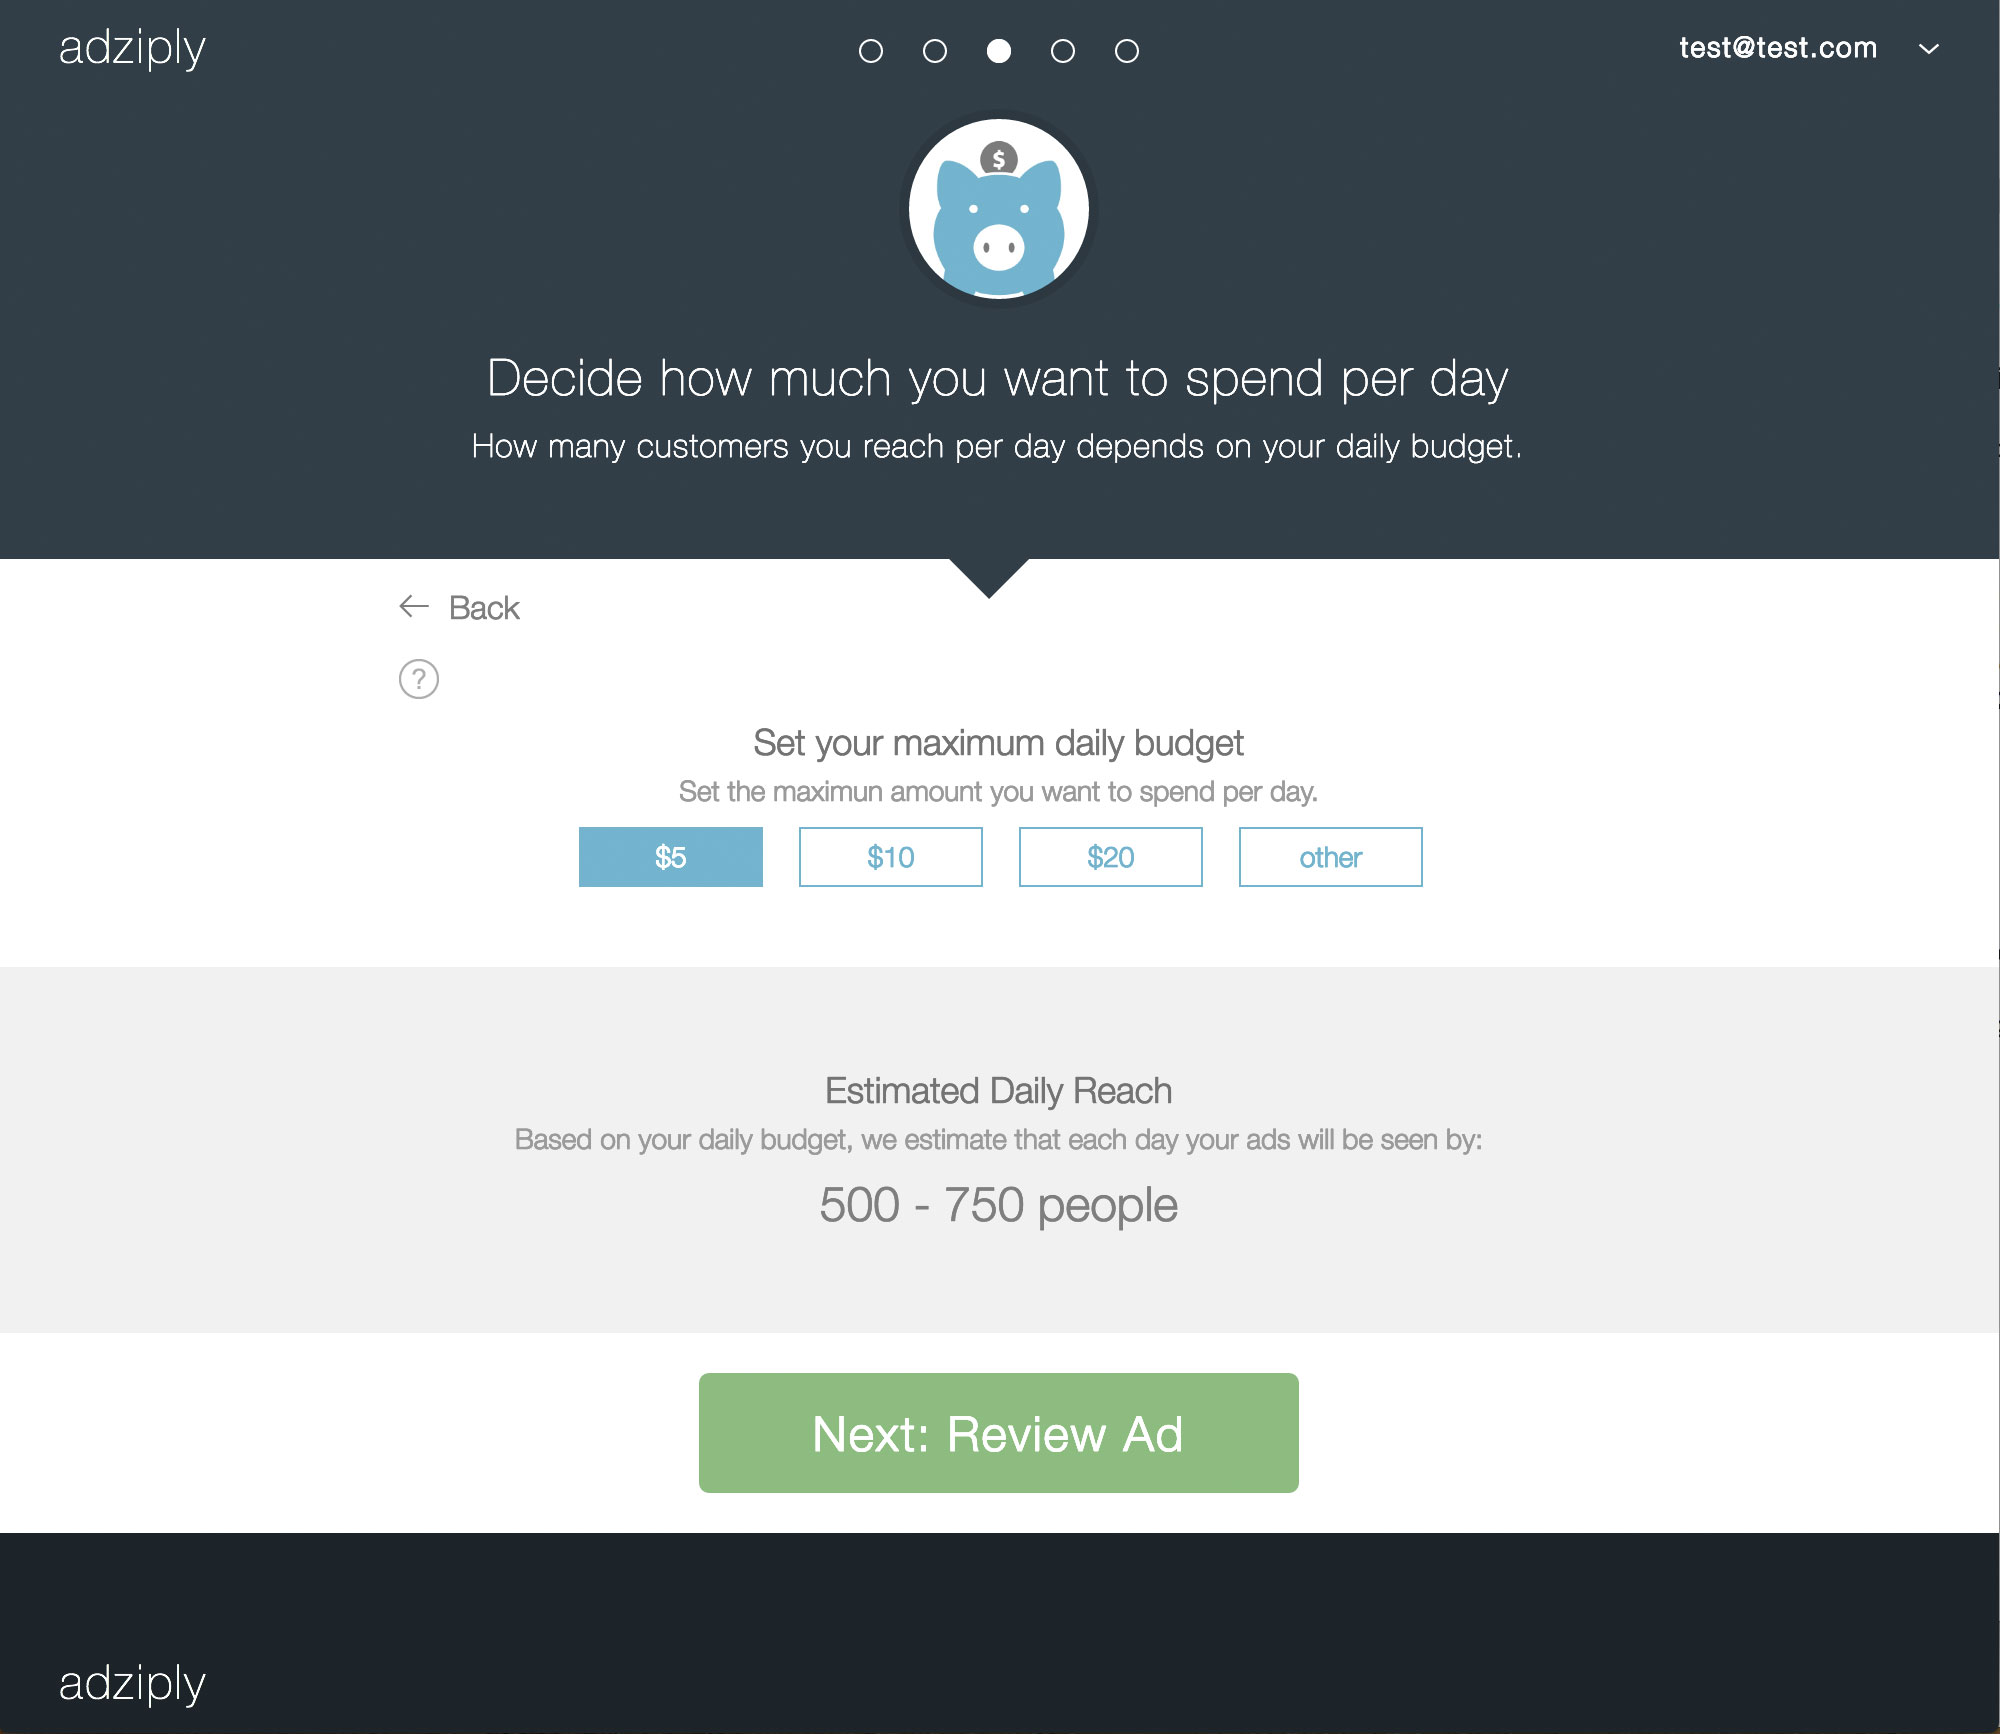 adziply
test@test.com
$
Decide how much you want to spend per day
How many customers you reach per day depends on your daily budget.
Back
?
Set your maximum daily budget
Set the maximun amount you want to spend per day.
$5 $10 $20 other
Estimated Daily Reach
Based on your daily budget, we estimate that each day your ads will be seen by:
500 - 750 people
Next: Review Ad
adziply